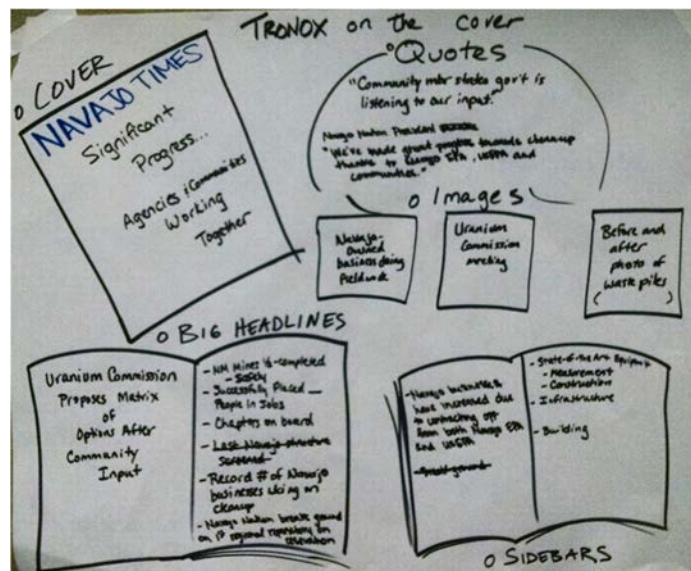 TRONOX on the cover
o COVER
NAVAJO TIMES
Significant
Progress...
Agencies & Communities
Working
Together
o Quotes
"Community mbr states gov't is
listening to our input."
Navajo Nation President
"We've made great progress towards cleanup
thanks to Navajo EPA, USEPA and
communities."
o Images
Navajo-
Owned
business doing
Fieldwork
Uranium
Commission
meeting
Before and
after
photo of
waste piles
( )
o BIG HEADLINES
Uranium Commission
Proposes Matrix
of
Options After
Community
Input
- NM Mines completed
- Safely
- Successfully Placed __
People in Jobs
- Chapters on board
- Last Navajo structure
- Record # of Navajo
businesses working on
cleanup
- Navajo Nation breaks ground
on 1st regional repository on
reservation
- Navajo businesses
have increased due
to contracting opp
from both Navajo EPA
and USEPA
- State-of-the-Art Equipment
- Measurement
- Construction
- Infrastructure
- Building
o SIDEBARS